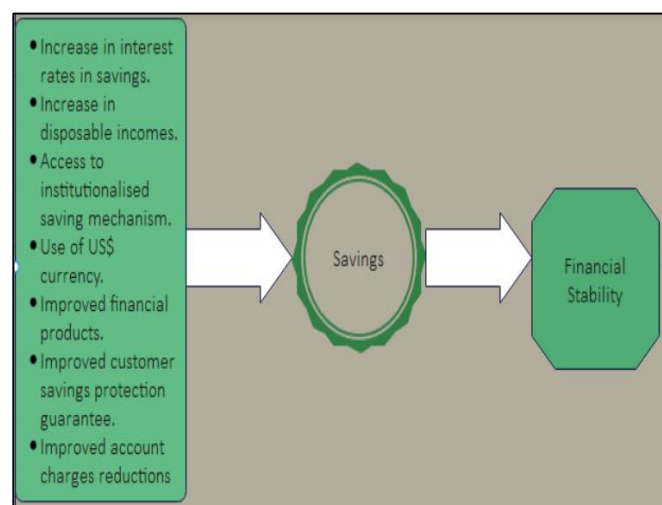 • Increase in interest
rates in savings.
• Increase in
disposable incomes.
• Access to
institutionalised
saving mechanism.
• Use of US$
currency.
• Improved financial
products.
• Improved customer
savings protection
guarantee.
• Improved account
charges reductions
Savings
Financial
Stability